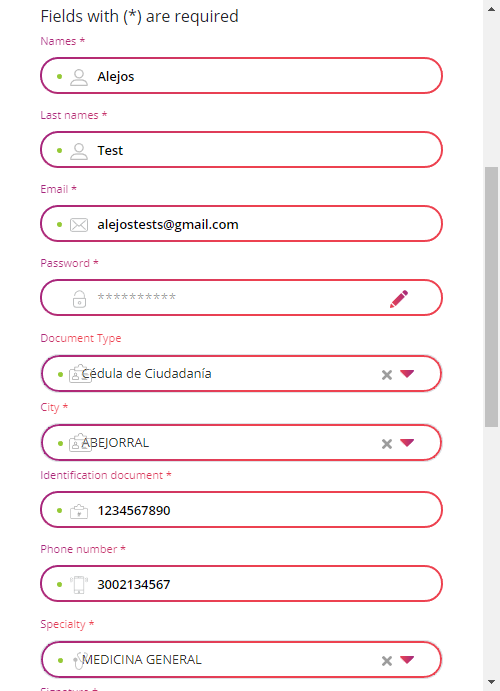 Fields with (*) are required
Names *
Alejos
Last names *
Test
Email *
alejostests@gmail.com
Password *
**********
Document Type
Cédula de Ciudadanía
City *
ABEJORRAL
Identification document *
1234567890
Phone number *
3002134567
Specialty *
MEDICINA GENERAL
Signature *